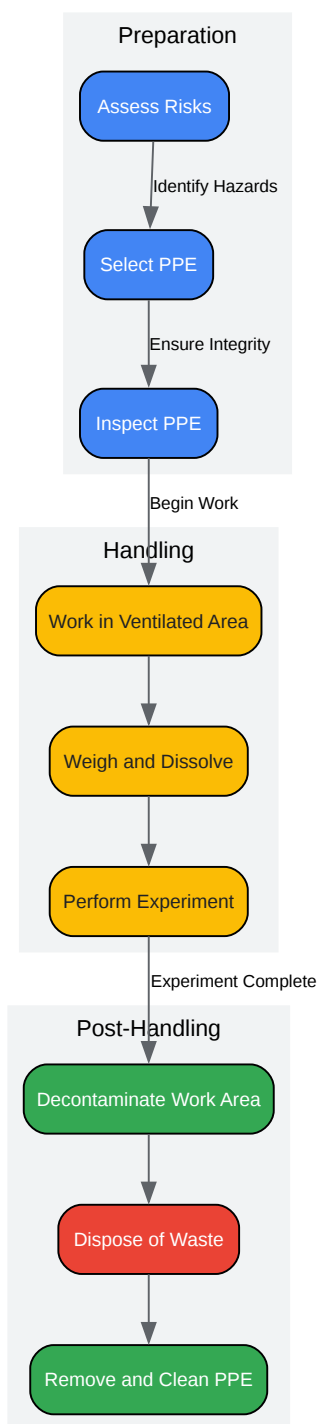 Preparation
Assess Risks
Identify Hazards
Select PPE
Ensure Integrity
Inspect PPE
Begin Work
Handling
Work in Ventilated Area
Weigh and Dissolve
Perform Experiment
Experiment Complete
Post-Handling
Decontaminate Work Area
Dispose of Waste
Remove and Clean PPE